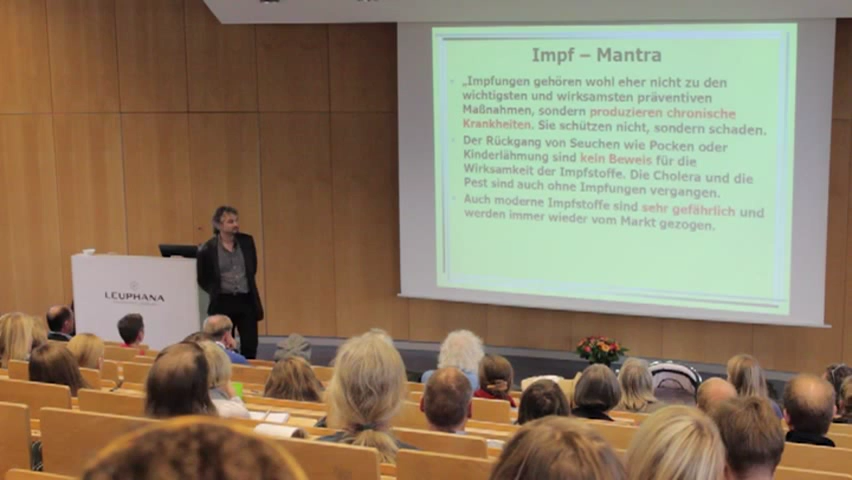 Impf – Mantra
„Impfungen gehören wohl eher nicht zu den
wichtigsten und wirksamsten präventiven
Maßnahmen, sondern produzieren chronische
Krankheiten. Sie schützen nicht, sondern schaden.
Der Rückgang von Seuchen wie Pocken oder
Kinderlähmung sind kein Beweis für die
Wirksamkeit der Impfstoffe. Die Cholera und die
Pest sind auch ohne Impfungen vergangen.
Auch moderne Impfstoffe sind sehr gefährlich und
werden immer wieder vom Markt gezogen.
LEUPHANA